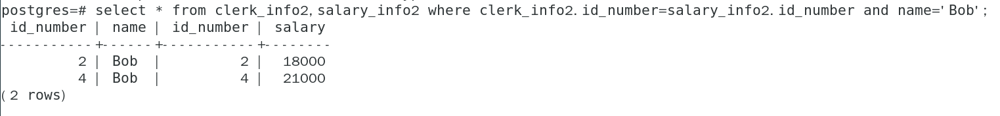 postgres=# select * from clerk_info2,salary_info2 where clerk_info2.id_number=salary_info2.id_number and name='Bob';
 id_number | name | id_number | salary
-----------+------+-----------+--------
         2 | Bob  |         2 |  18000
         4 | Bob  |         4 |  21000
(2 rows)